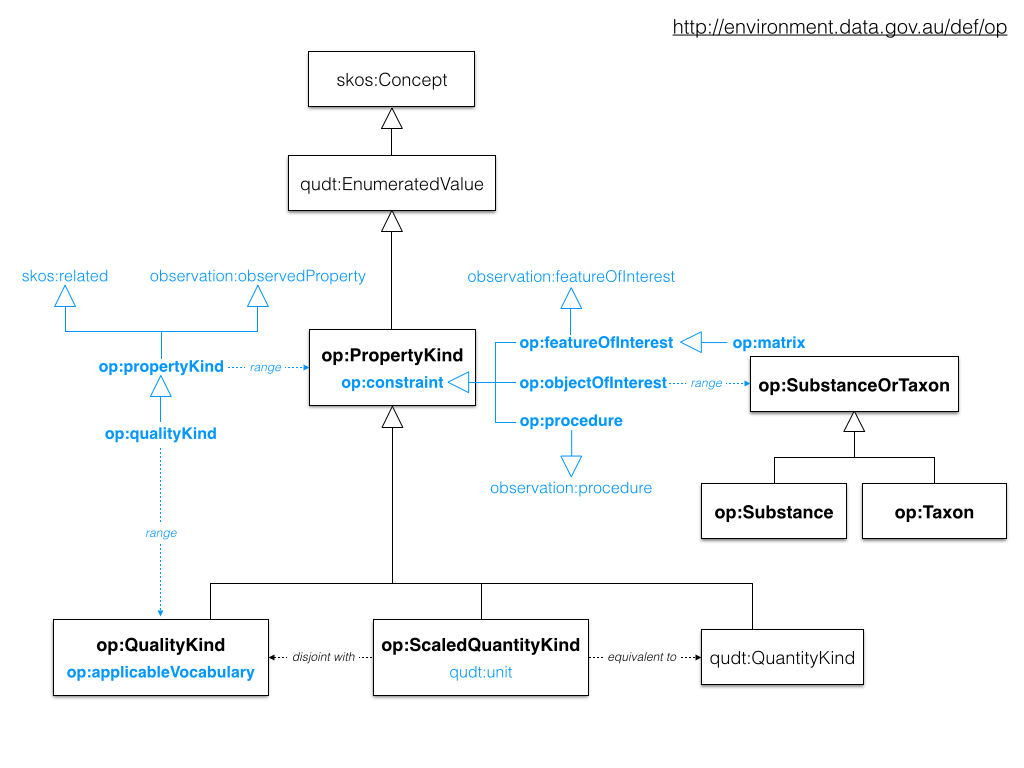 http://environment.data.gov.au/def/op
skos:Concept
qudt:EnumeratedValue
skos:related
observation:observedProperty
observation:featureOfInterest
op:propertyKind
range
op:PropertyKind
op:constraint
op:featureOfInterest
op:matrix
op:objectOfInterest
range
op:SubstanceOrTaxon
op:procedure
op:qualityKind
observation:procedure
op:Substance
op:Taxon
range
op:QualityKind
op:applicableVocabulary
disjoint with
op:ScaledQuantityKind
qudt:unit
equivalent to
qudt:QuantityKind